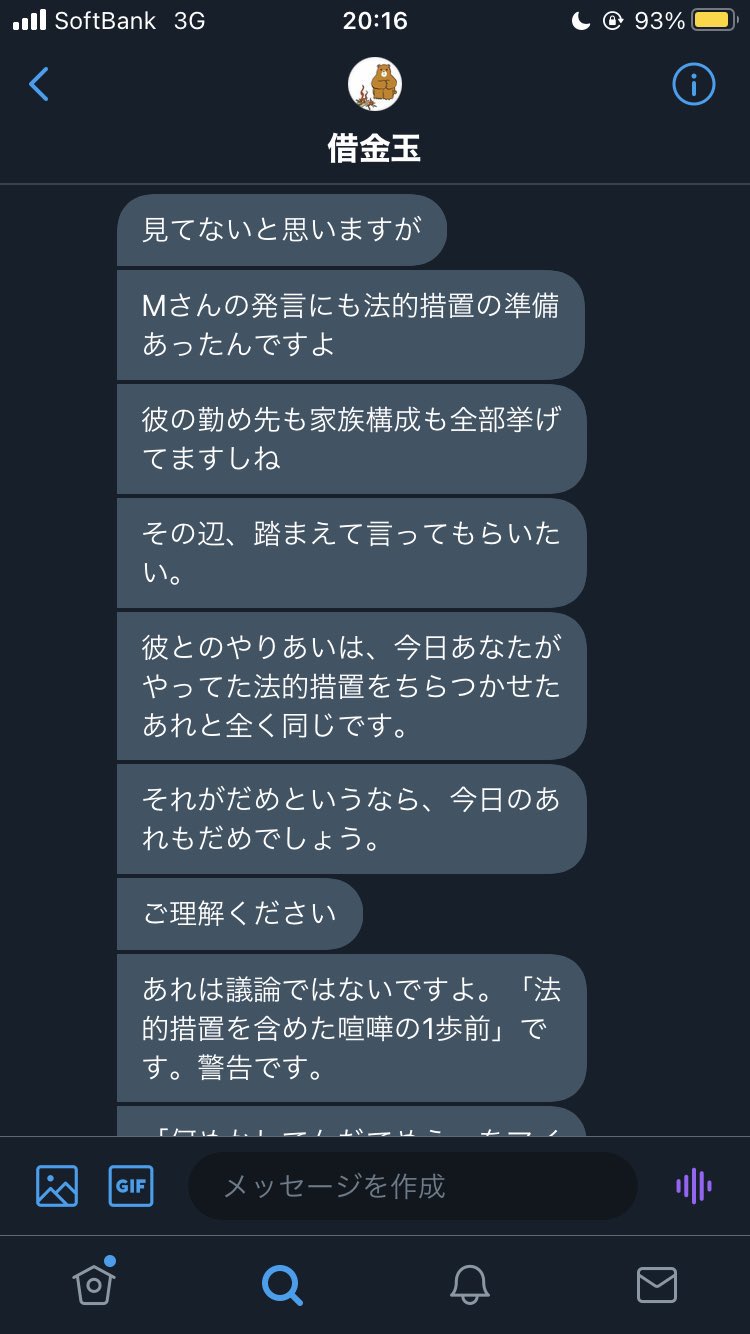 SoftBank 3G 20:16 93%
借金玉
見てないと思いますが
Mさんの発言にも法的措置の準備
あったんですよ
彼の勤め先も家族構成も全部挙げ
てますしね
その辺、踏まえて言ってもらいた
い。
彼とのやりあいは、今日あなたが
やってた法的措置をちらつかせた
あれと全く同じです。
それがだめというなら、今日のあ
れもだめでしょう。
ご理解ください
あれは議論ではないですよ。「法
的措置を含めた喧嘩の1歩前」で
す。警告です。
GIF
メッセージを作成